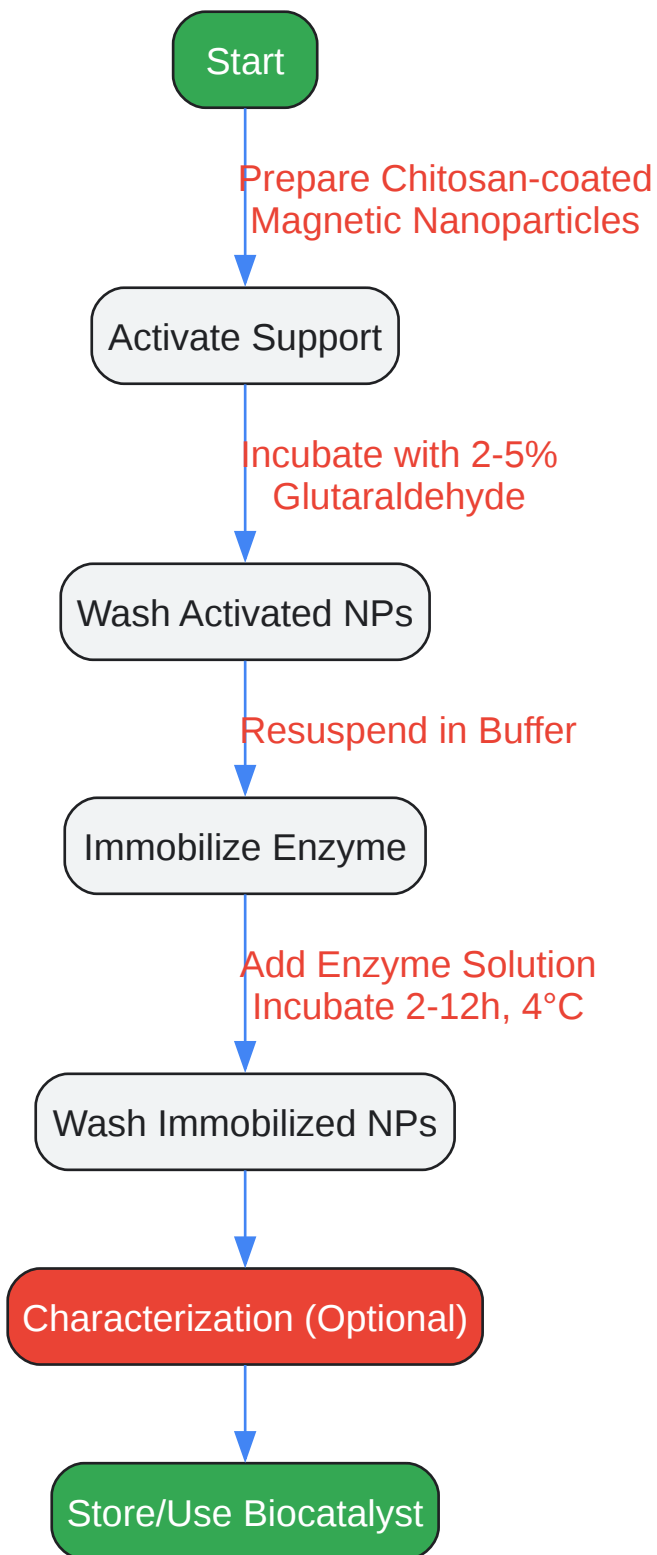 Start
Prepare Chitosan-coated
Magnetic Nanoparticles
Activate Support
Incubate with 2-5%
Glutaraldehyde
Wash Activated NPs
Resuspend in Buffer
Immobilize Enzyme
Add Enzyme Solution
Incubate 2-12h, 4°C
Wash Immobilized NPs
Characterization (Optional)
Store/Use Biocatalyst